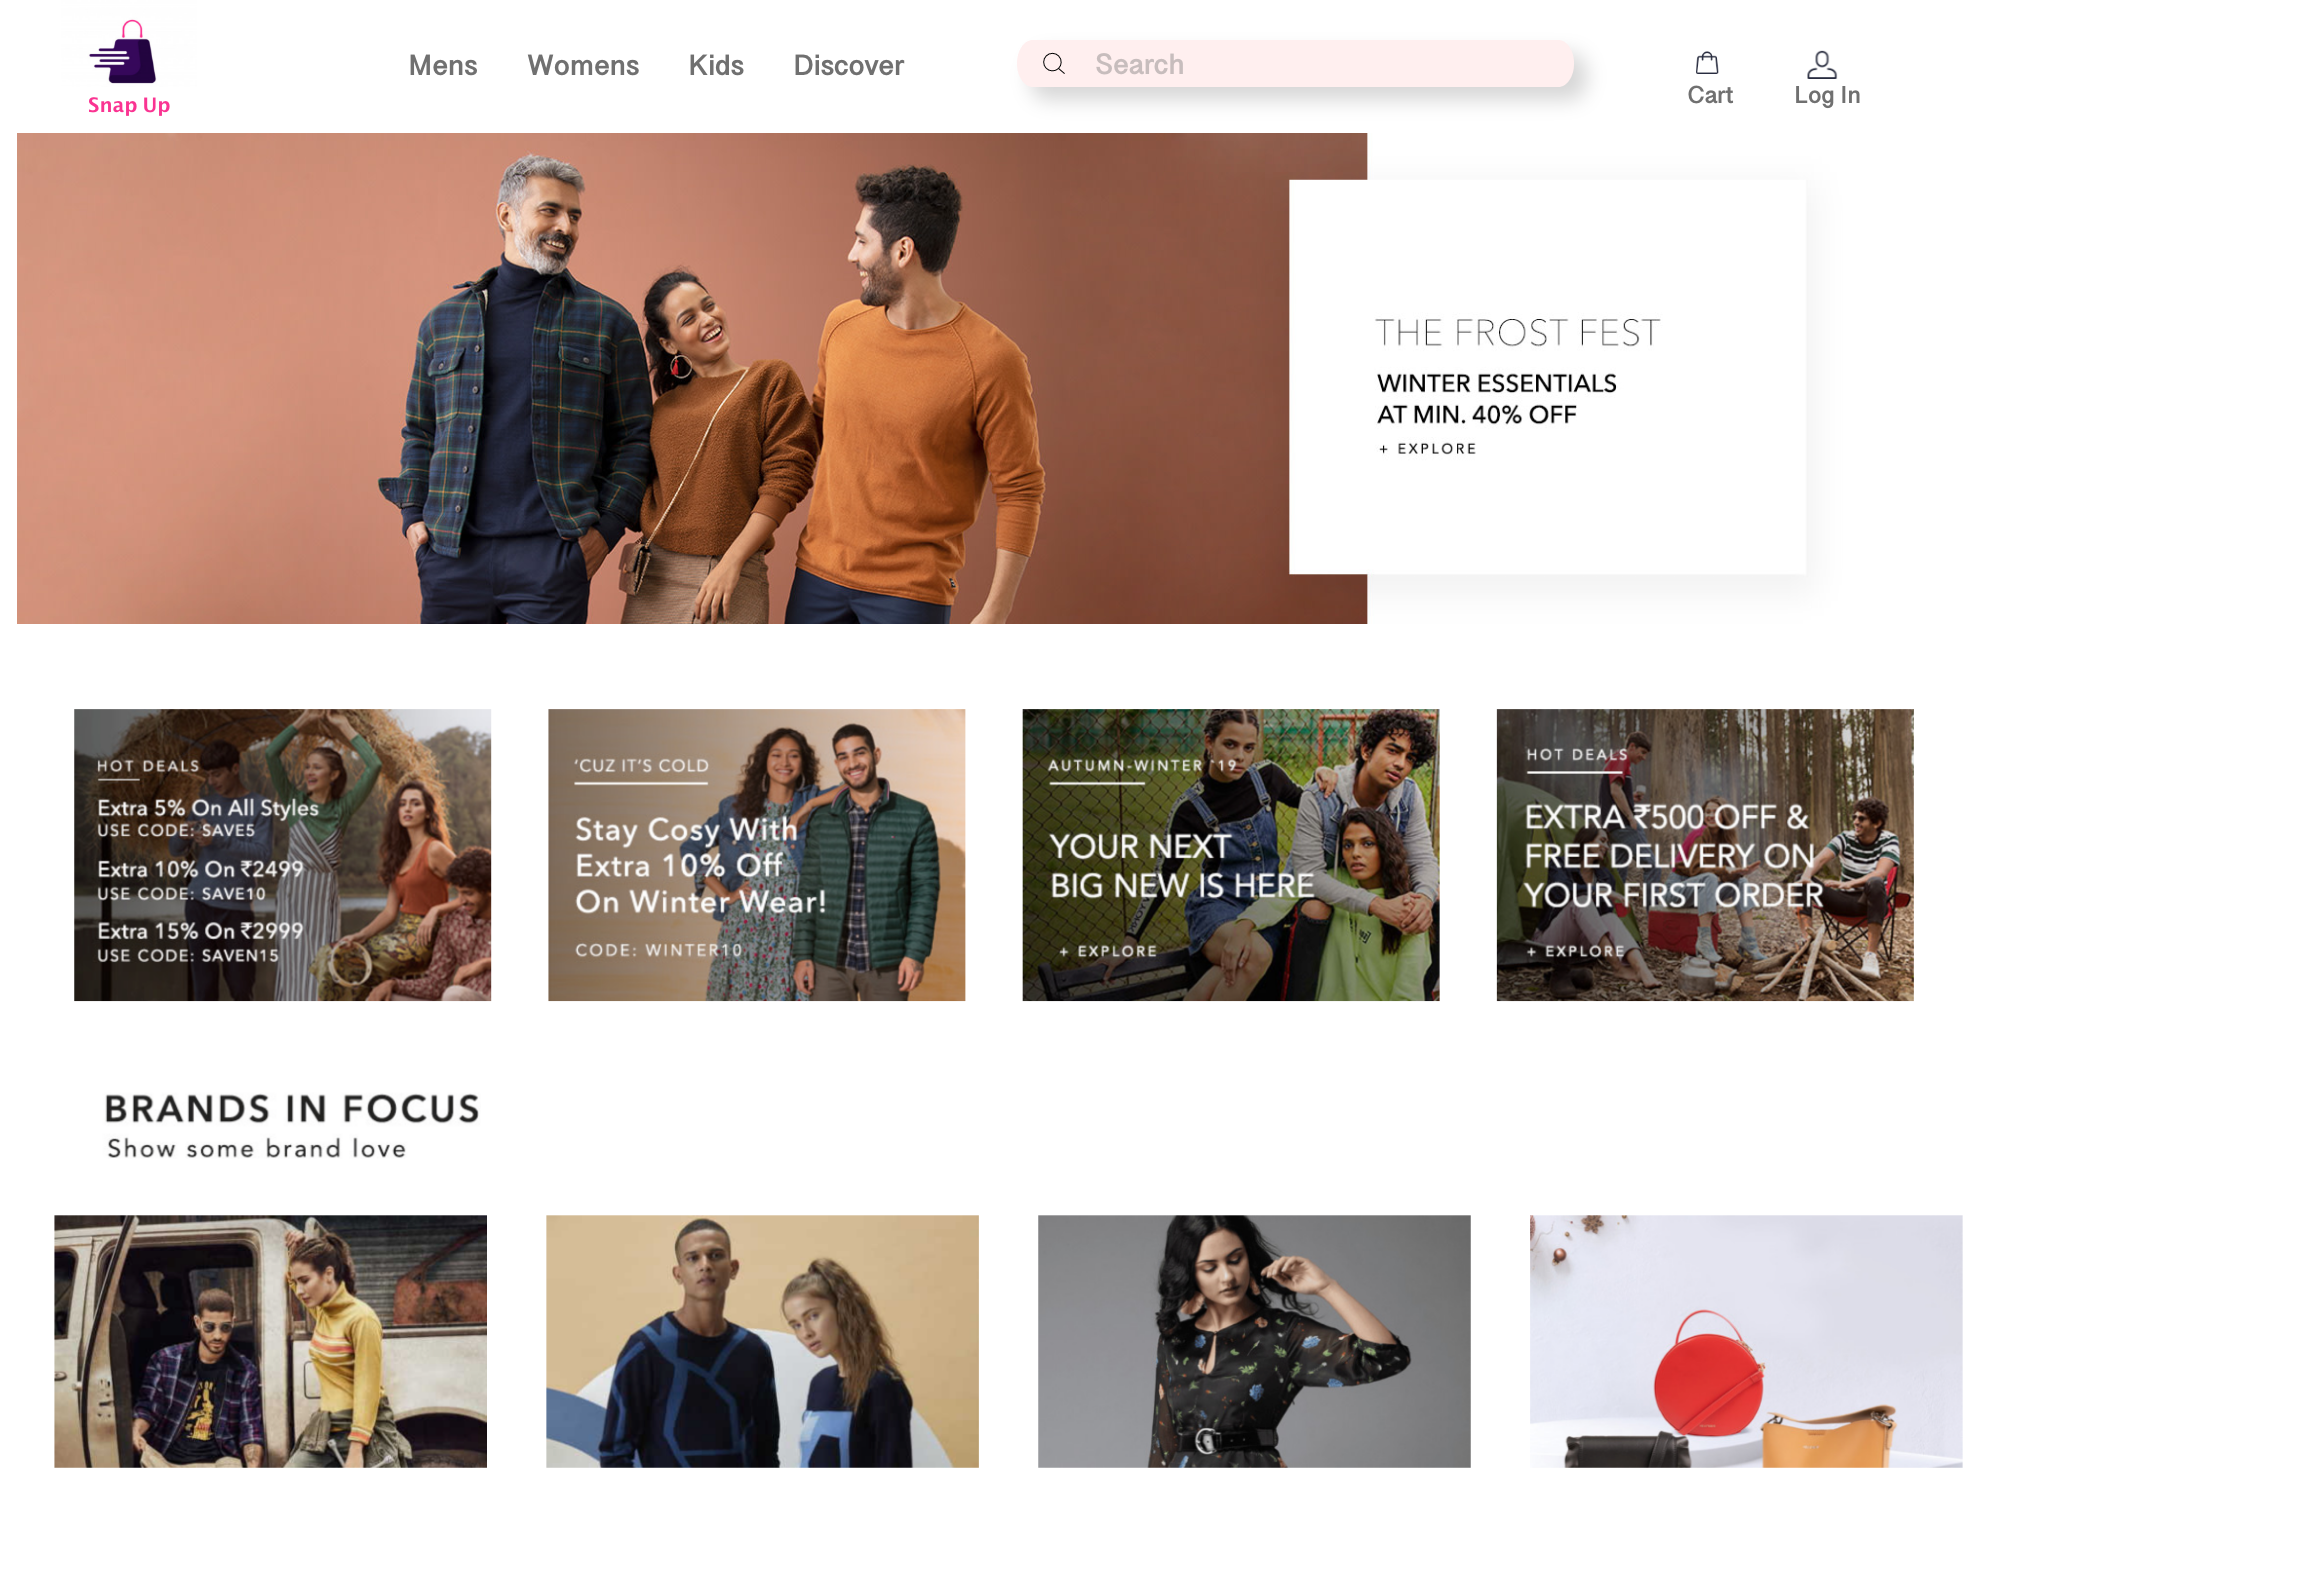 Snap Up
Mens Womens Kids Discover
Search
Cart
Log In
THE FROST FEST
WINTER ESSENTIALS
AT MIN. 40% OFF
+ EXPLORE
HOT DEALS
Extra 5% On All Styles
USE CODE: SAVE5
Extra 10% On ₹2499
USE CODE: SAVE10
Extra 15% On ₹2999
USE CODE: SAVEN15
'CUZ IT'S COLD
Stay Cosy With
Extra 10% Off
On Winter Wear!
CODE: WINTER10
AUTUMN-WINTER '19
YOUR NEXT
BIG NEW IS HERE
+ EXPLORE
HOT DEALS
EXTRA ₹500 OFF &
FREE DELIVERY ON
YOUR FIRST ORDER
+ EXPLORE
BRANDS IN FOCUS
Show some brand love